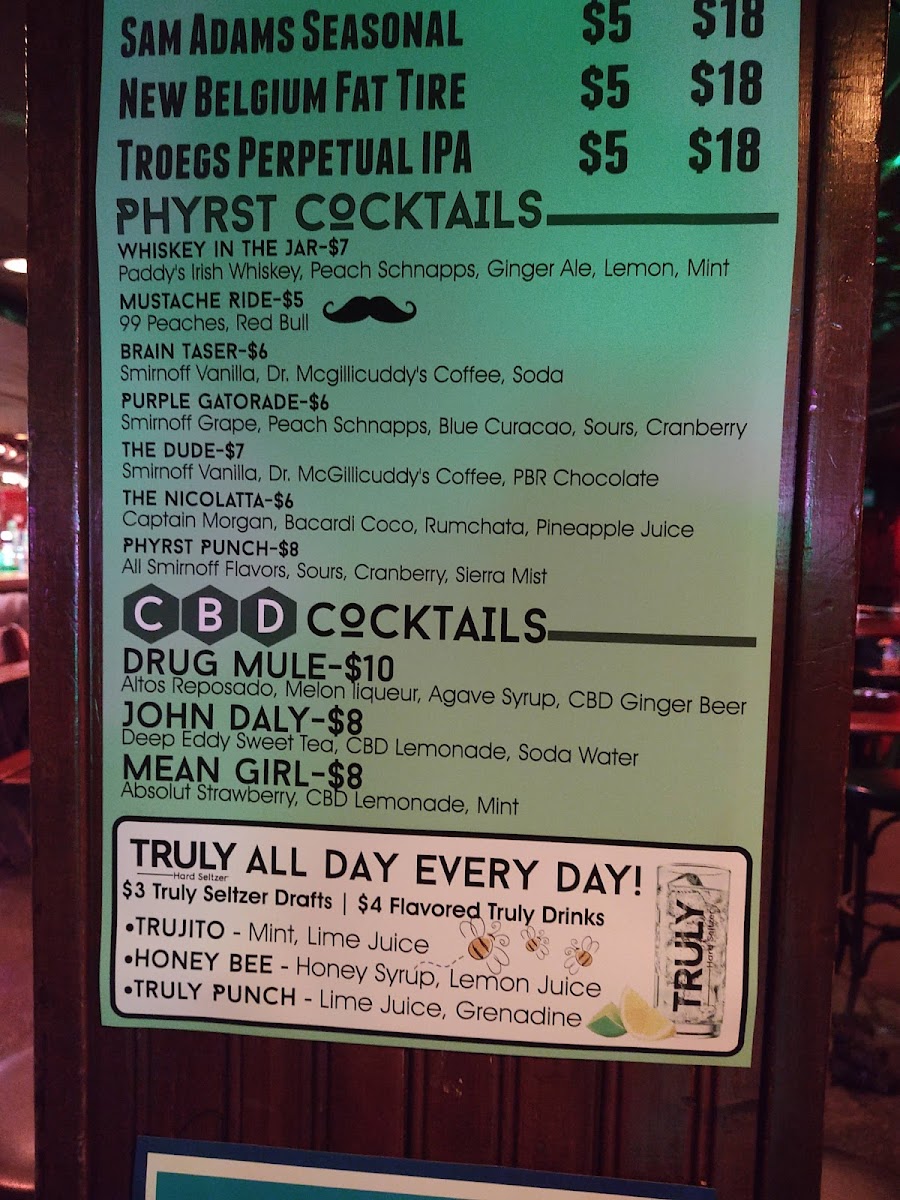 SAM ADAMS SEASONAL $5 $18
NEW BELGIUM FAT TIRE $5 $18
TROEGS PERPETUAL IPA $5 $18
PHYRST COCKTAILS
WHISKEY IN THE JAR-$7
Paddy's Irish Whiskey, Peach Schnapps, Ginger Ale, Lemon, Mint
MUSTACHE RIDE-$5
99 Peaches, Red Bull
BRAIN TASER-$6
Smirnoff Vanilla, Dr. Mcgillicuddy's Coffee, Soda
PURPLE GATORADE-$6
Smirnoff Grape, Peach Schnapps, Blue Curacao, Sours, Cranberry
THE DUDE-$7
Smirnoff Vanilla, Dr. McGillicuddy's Coffee, PBR Chocolate
THE NICOLATTA-$6
Captain Morgan, Bacardi Coco, Rumchata, Pineapple Juice
PHYRST PUNCH-$8
All Smirnoff Flavors, Sours, Cranberry, Sierra Mist
CBD COCKTAILS
DRUG MULE-$10
Altos Reposado, Melon liqueur, Agave Syrup, CBD Ginger Beer
JOHN DALY-$8
Deep Eddy Sweet Tea, CBD Lemonade, Soda Water
MEAN GIRL-$8
Absolut Strawberry, CBD Lemonade, Mint
TRULY ALL DAY EVERY DAY!
Hard Seltzer
$3 Truly Seltzer Drafts | $4 Flavored Truly Drinks
•TRUJITO - Mint, Lime Juice
•HONEY BEE - Honey Syrup, Lemon Juice
•TRULY PUNCH - Lime Juice, Grenadine
TRULY
Hard Seltzer